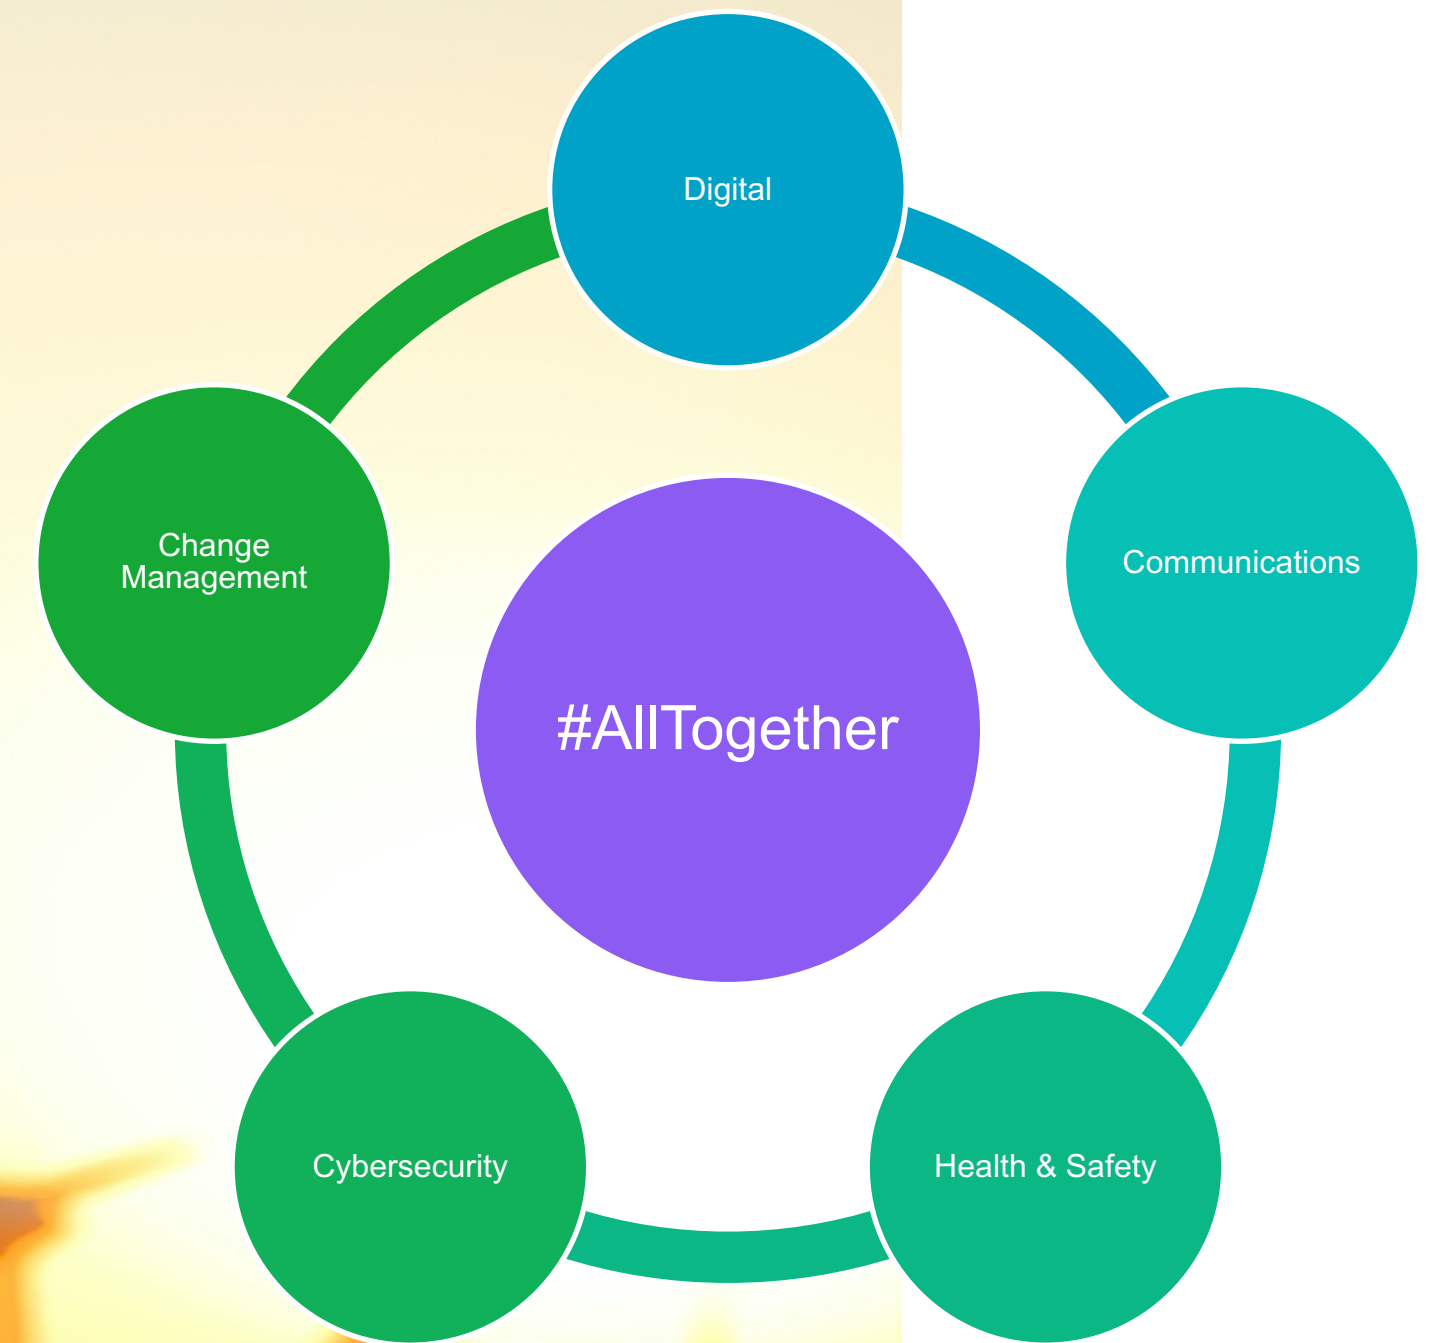 Digital
Change
Management
Communications
#AllTogether
Cybersecurity
Health & Safety